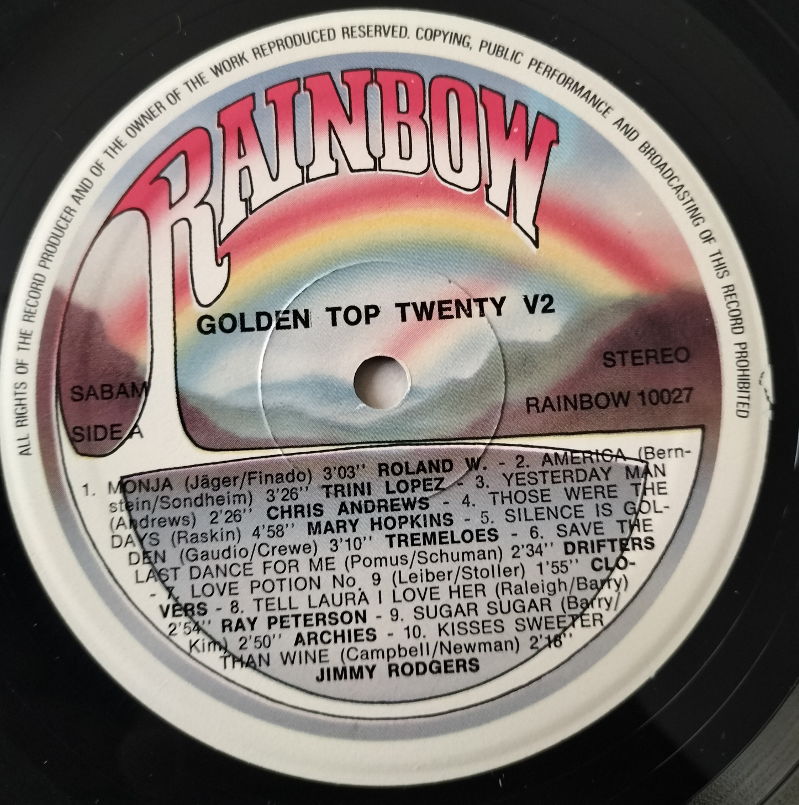 ALL RIGHTS OF THE RECORD PRODUCER AND OF THE OWNER OF THE WORK REPRODUCED RESERVED. COPYING, PUBLIC PERFORMANCE AND BROADCASTING OF THIS RECORD PROHIBITED
RAINBOW
GOLDEN TOP TWENTY V2
STEREO
SABAM
RAINBOW 10027
SIDE A
1. MONJA (Jäger/Finado) 3'03'' ROLAND W. - 2. AMERICA (Bern-
stein/Sondheim) 3'26'' TRINI LOPEZ - 3. YESTERDAY MAN
(Andrews) 2'26'' CHRIS ANDREWS - 4. THOSE WERE THE
DAYS (Raskin) 4'58'' MARY HOPKINS - 5. SILENCE IS GOL-
DEN (Gaudio/Crewe) 3'10'' TREMELOES - 6. SAVE THE
LAST DANCE FOR ME (Pomus/Schuman) 2'34'' DRIFTERS
- 7. LOVE POTION No. 9 (Leiber/Stoller) 1'55'' CLO-
VERS - 8. TELL LAURA I LOVE HER (Raleigh/Barry)
2'54'' RAY PETERSON - 9. SUGAR SUGAR (Barry/
Kim) 2'50'' ARCHIES - 10. KISSES SWEETER
THAN WINE (Campbell/Newman) 2'18''
JIMMY RODGERS